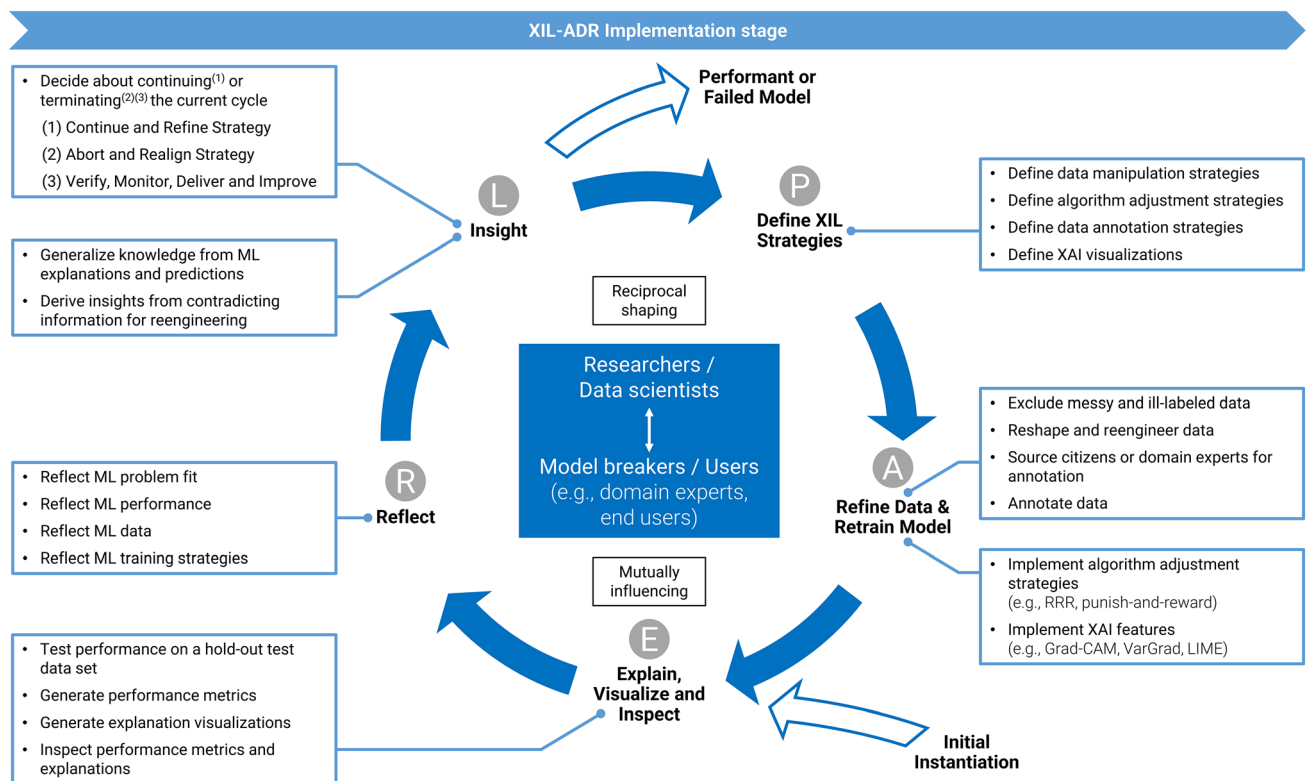 XIL-ADR Implementation stage
• Decide about continuing(1) or
terminating(2)(3) the current cycle
(1) Continue and Refine Strategy
(2) Abort and Realign Strategy
(3) Verify, Monitor, Deliver and Improve
• Generalize knowledge from ML
explanations and predictions
• Derive insights from contradicting
information for reengineering
L
Insight
Performant or
Failed Model
P
Define XIL
Strategies
• Define data manipulation strategies
• Define algorithm adjustment strategies
• Define data annotation strategies
• Define XAI visualizations
Reciprocal
shaping
Researchers /
Data scientists
Model breakers / Users
(e.g., domain experts,
end users)
Mutually
influencing
A
Refine Data &
Retrain Model
• Exclude messy and ill-labeled data
• Reshape and reengineer data
• Source citizens or domain experts for
annotation
• Annotate data
• Implement algorithm adjustment
strategies
(e.g., RRR, punish-and-reward)
• Implement XAI features
(e.g., Grad-CAM, VarGrad, LIME)
R
Reflect
• Reflect ML problem fit
• Reflect ML performance
• Reflect ML data
• Reflect ML training strategies
E
Explain,
Visualize and
Inspect
• Test performance on a hold-out test
data set
• Generate performance metrics
• Generate explanation visualizations
• Inspect performance metrics and
explanations
Initial
Instantiation